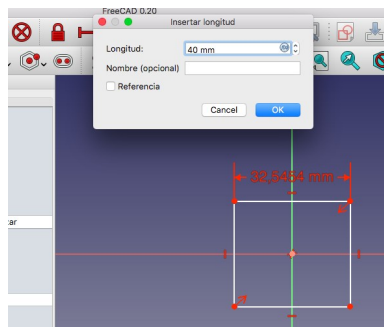 FreeCAD 0.20
Insertar longitud
Longitud:
40 mm
Nombre (opcional)
Referencia
Cancel
OK
tar